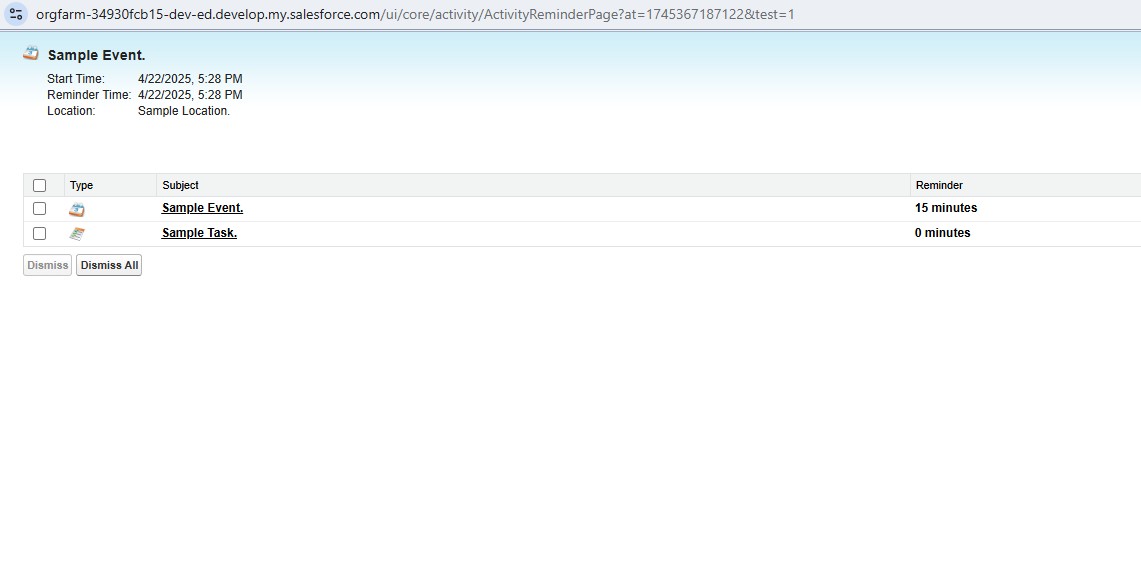 orgfarm-34930fcb15-dev-ed.develop.my.salesforce.com/ui/core/activity/ActivityReminderPage?at=1745367187122&test=1
Sample Event.
Start Time: 4/22/2025, 5:28 PM
Reminder Time: 4/22/2025, 5:28 PM
Location: Sample Location.
Type Subject Reminder
Sample Event. 15 minutes
Sample Task. 0 minutes
Dismiss Dismiss All